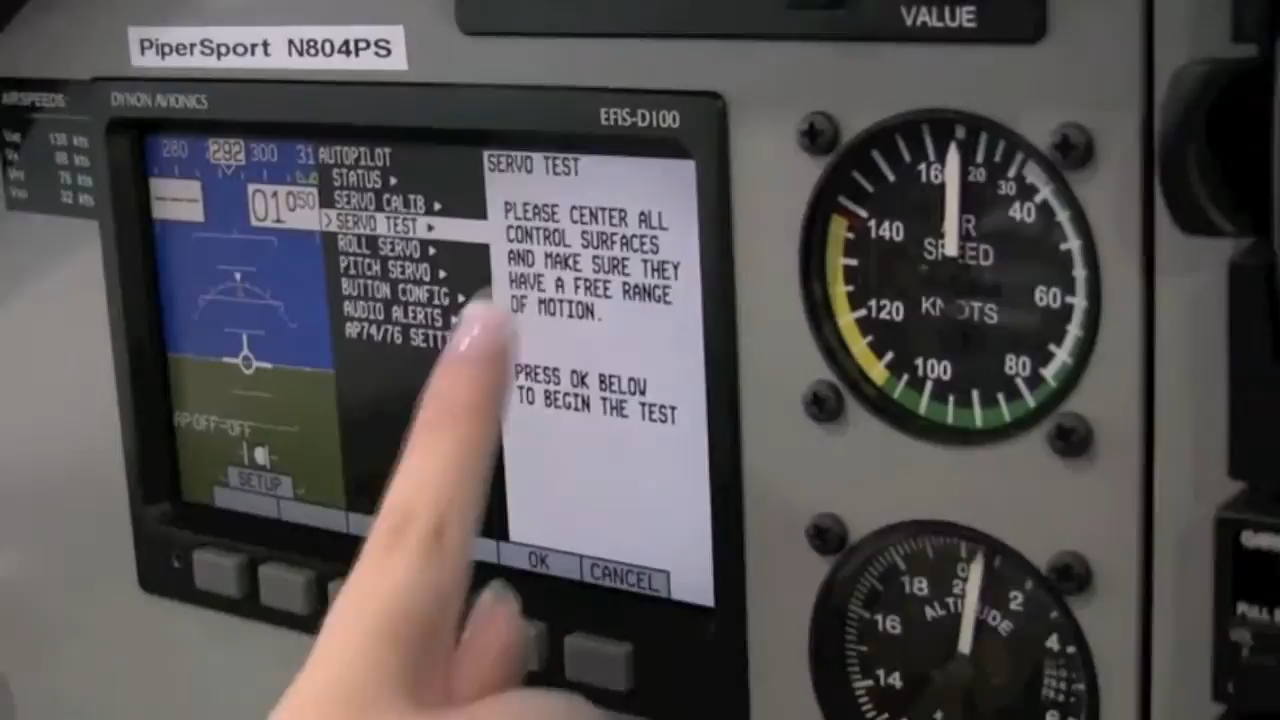 VALUE
PiperSport N804PS
AIRSPEEDS:
DYNON AVIONICS
EFIS-D100
280 292 300 31
01050
AUTOPILOT
STATUS
SERVO CALIB
> SERVO TEST
ROLL SERVO
PITCH SERVO
BUTTON CONFIG
AUDIO ALERTS
AP74/76 SETT
SERVO TEST
PLEASE CENTER ALL
CONTROL SURFACES
AND MAKE SURE THEY
HAVE A FREE RANGE
OF MOTION.
PRESS OK BELOW
TO BEGIN THE TEST
AP:OFF-OFF
SETUP
OK
CANCEL
20
30
40
60
80
100
120
140
SPEED
KNOTS
0
2
4
14
16
18
ALTITUDE